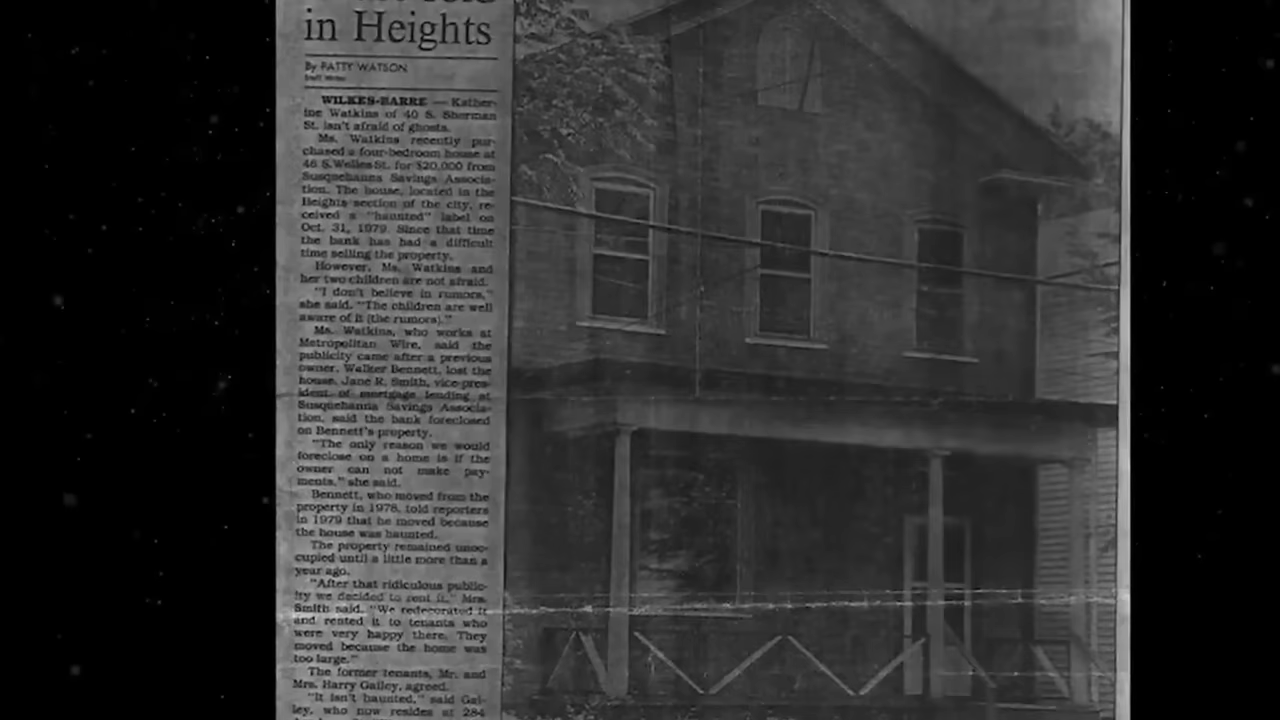 in Heights
By PATTY WATSON
Staff Writer
WILKES-BARRE — Kather-
ine Watkins of 40 S. Sherman
St. isn't afraid of ghosts.
Ms. Watkins recently pur-
chased a four-bedroom house at
46 S. Welles St. for $20,000 from
Susquehanna Savings Associa-
tion. The house, located in the
Heights section of the city, re-
ceived a "haunted" label on
Oct. 31, 1979. Since that time
the bank has had a difficult
time selling the property.
However, Ms. Watkins and
her two children are not afraid.
"I don't believe in rumors,"
she said. "The children are well
aware of it (the rumors)."
Ms. Watkins, who works at
Metropolitan Wire, said the
publicity came after a previous
owner, Walker Bennett, lost the
house. Jane R. Smith, vice pres-
ident of mortgage lending at
Susquehanna Savings Associa-
tion, said the bank foreclosed
on Bennett's property.
"The only reason we would
foreclose on a home is if the
owner can not make pay-
ments," she said.
Bennett, who moved from the
property in 1978, told reporters
in 1979 that he moved because
the house was haunted.
The property remained unoc-
cupied until a little more than a
year ago.
"After that ridiculous public-
ity we decided to rent it," Mrs.
Smith said. "We redecorated it
and rented it to tenants who
were very happy there. They
moved because the home was
too large."
The former tenants, Mr. and
Mrs. Harry Gailey, agreed.
"It isn't haunted," said Gai-
ley, who now resides at 284